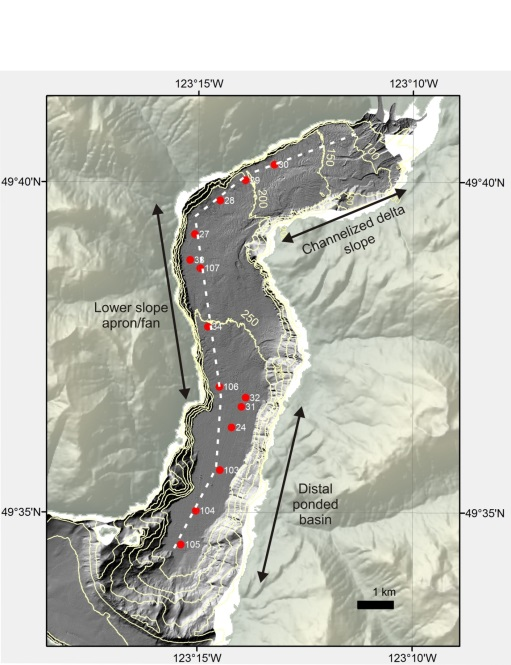 123°15'W 123°10'W
49°40'N 49°40'N
100
150
30
29
200
28
Channelized delta
slope
27
107
Lower slope
apron/fan
250
34
106
32
31
24
103
Distal
ponded
basin
49°35'N 49°35'N
104
105
1 km
123°15'W 123°10'W